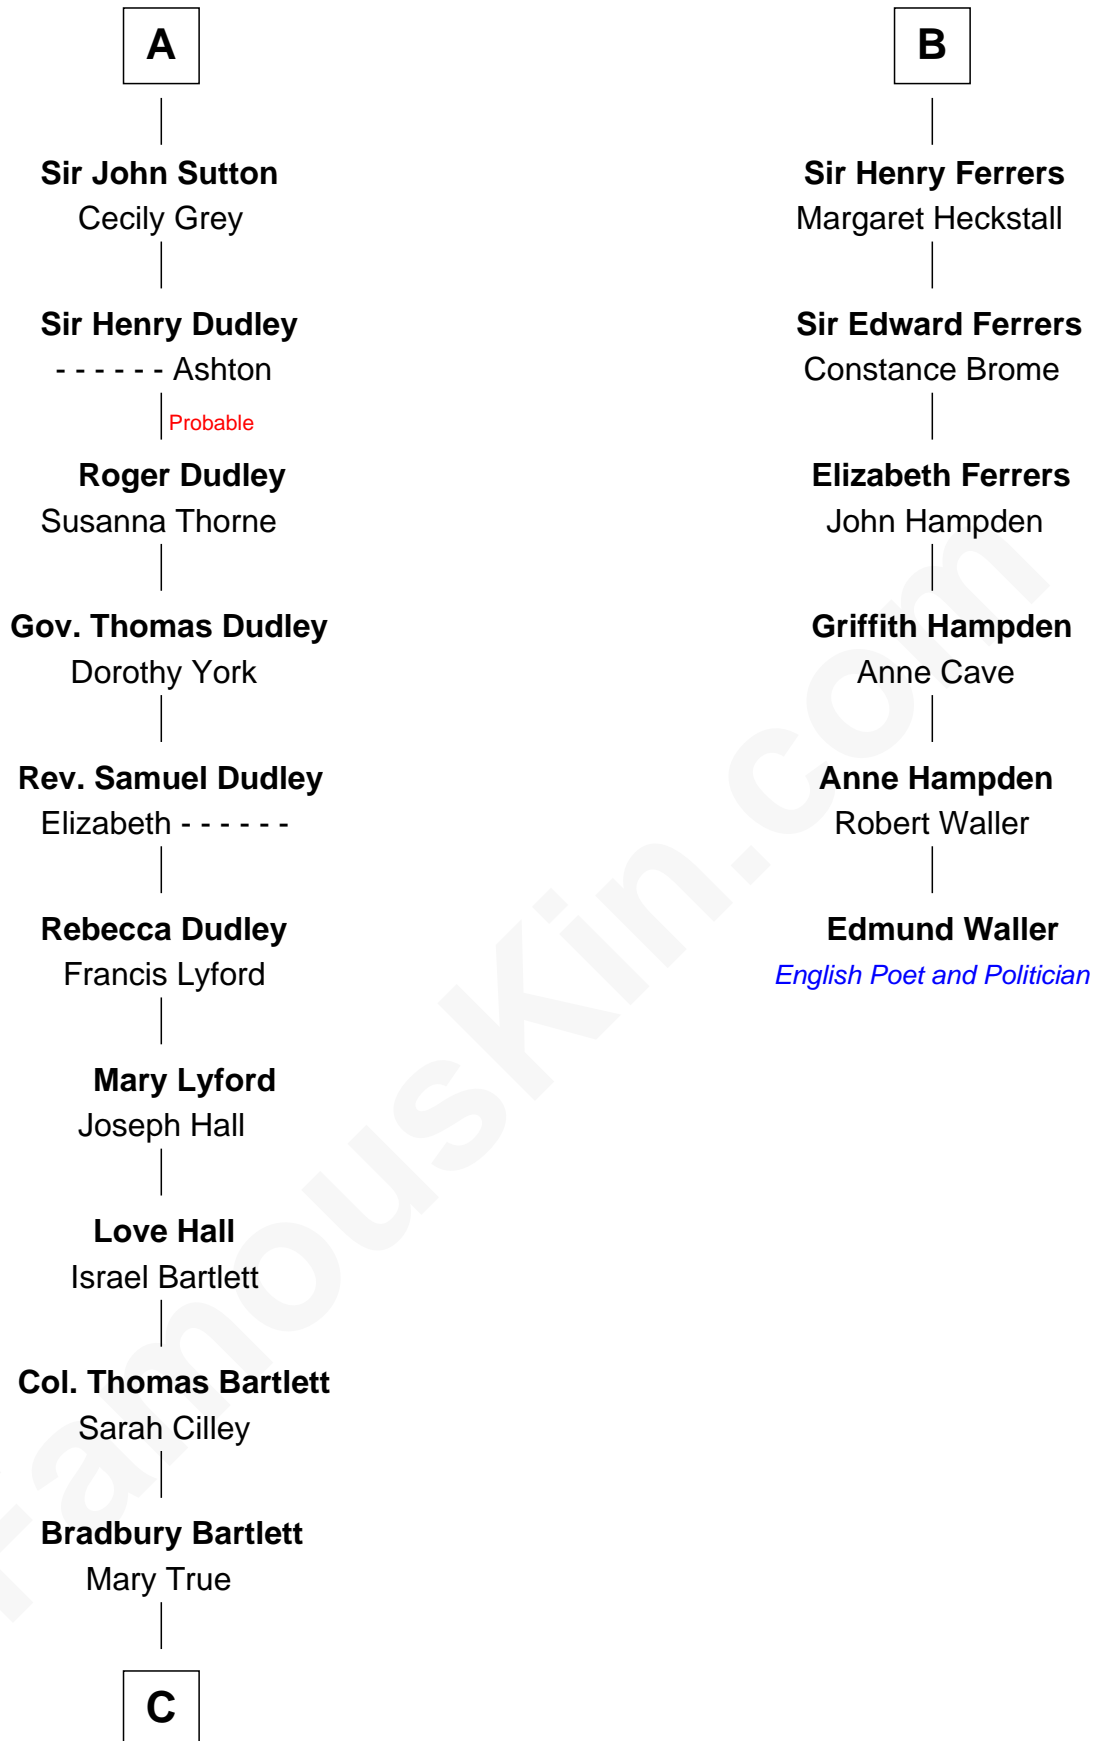 A
Sir John Sutton
Cecily Grey
Sir Henry Dudley
- - - - - - Ashton
Probable
Roger Dudley
Susanna Thorne
Gov. Thomas Dudley
Dorothy York
Rev. Samuel Dudley
Elizabeth - - - - - -
Rebecca Dudley
Francis Lyford
Mary Lyford
Joseph Hall
Love Hall
Israel Bartlett
Col. Thomas Bartlett
Sarah Cilley
Bradbury Bartlett
Mary True
C
B
Sir Henry Ferrers
Margaret Heckstall
Sir Edward Ferrers
Constance Brome
Elizabeth Ferrers
John Hampden
Griffith Hampden
Anne Cave
Anne Hampden
Robert Waller
Edmund Waller
English Poet and Politician
FamousKin.com